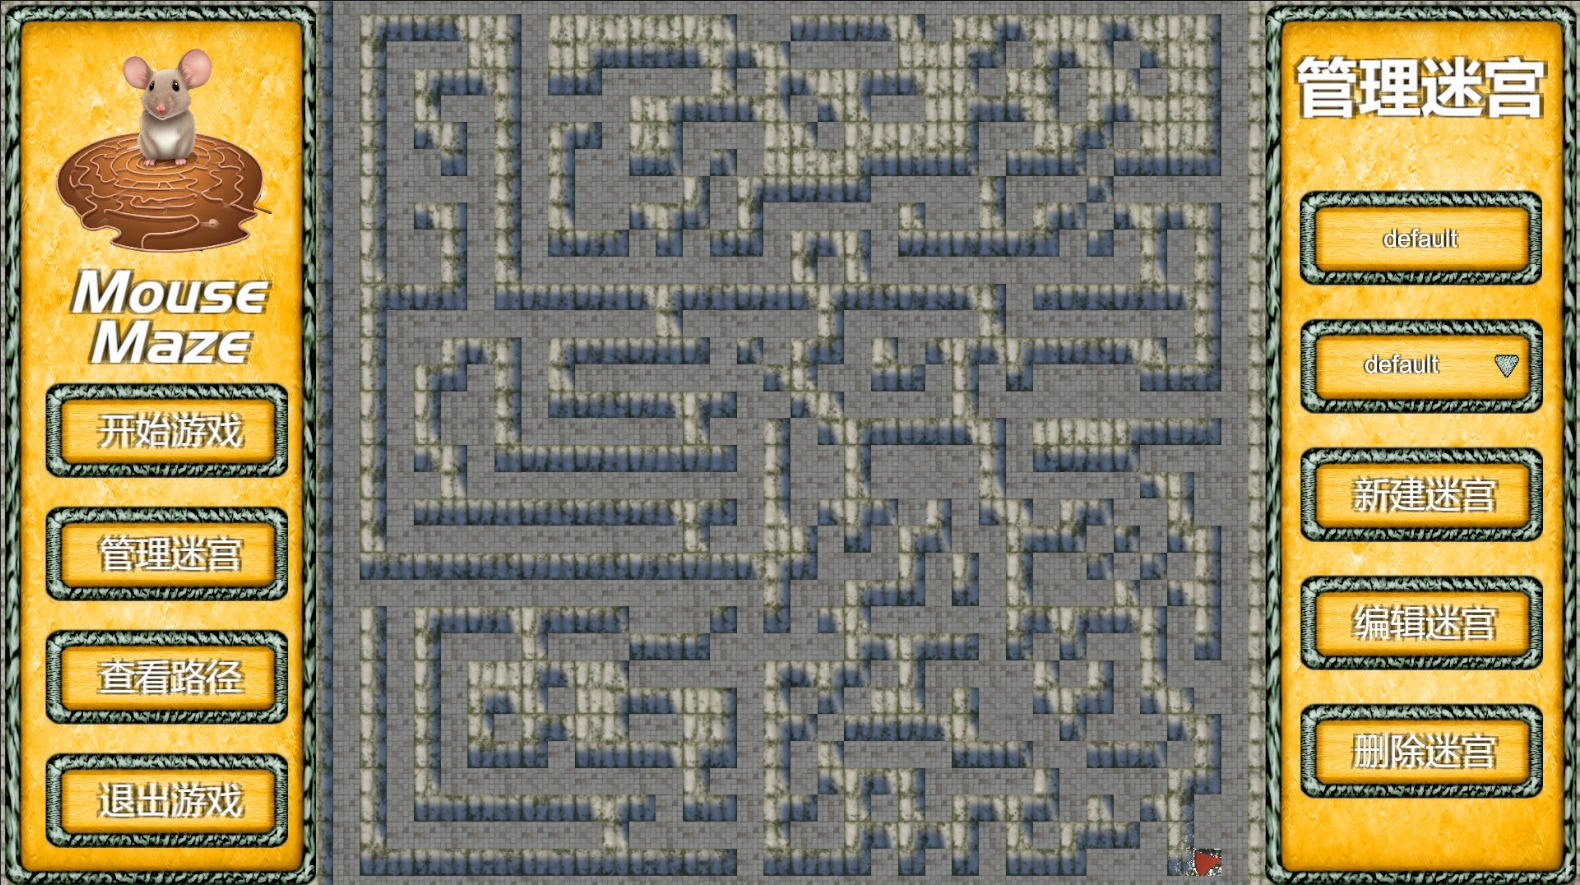 Mouse
Maze
开始游戏
管理迷宫
查看路径
退出游戏
管理迷宫
default
default
新建迷宫
编辑迷宫
删除迷宫